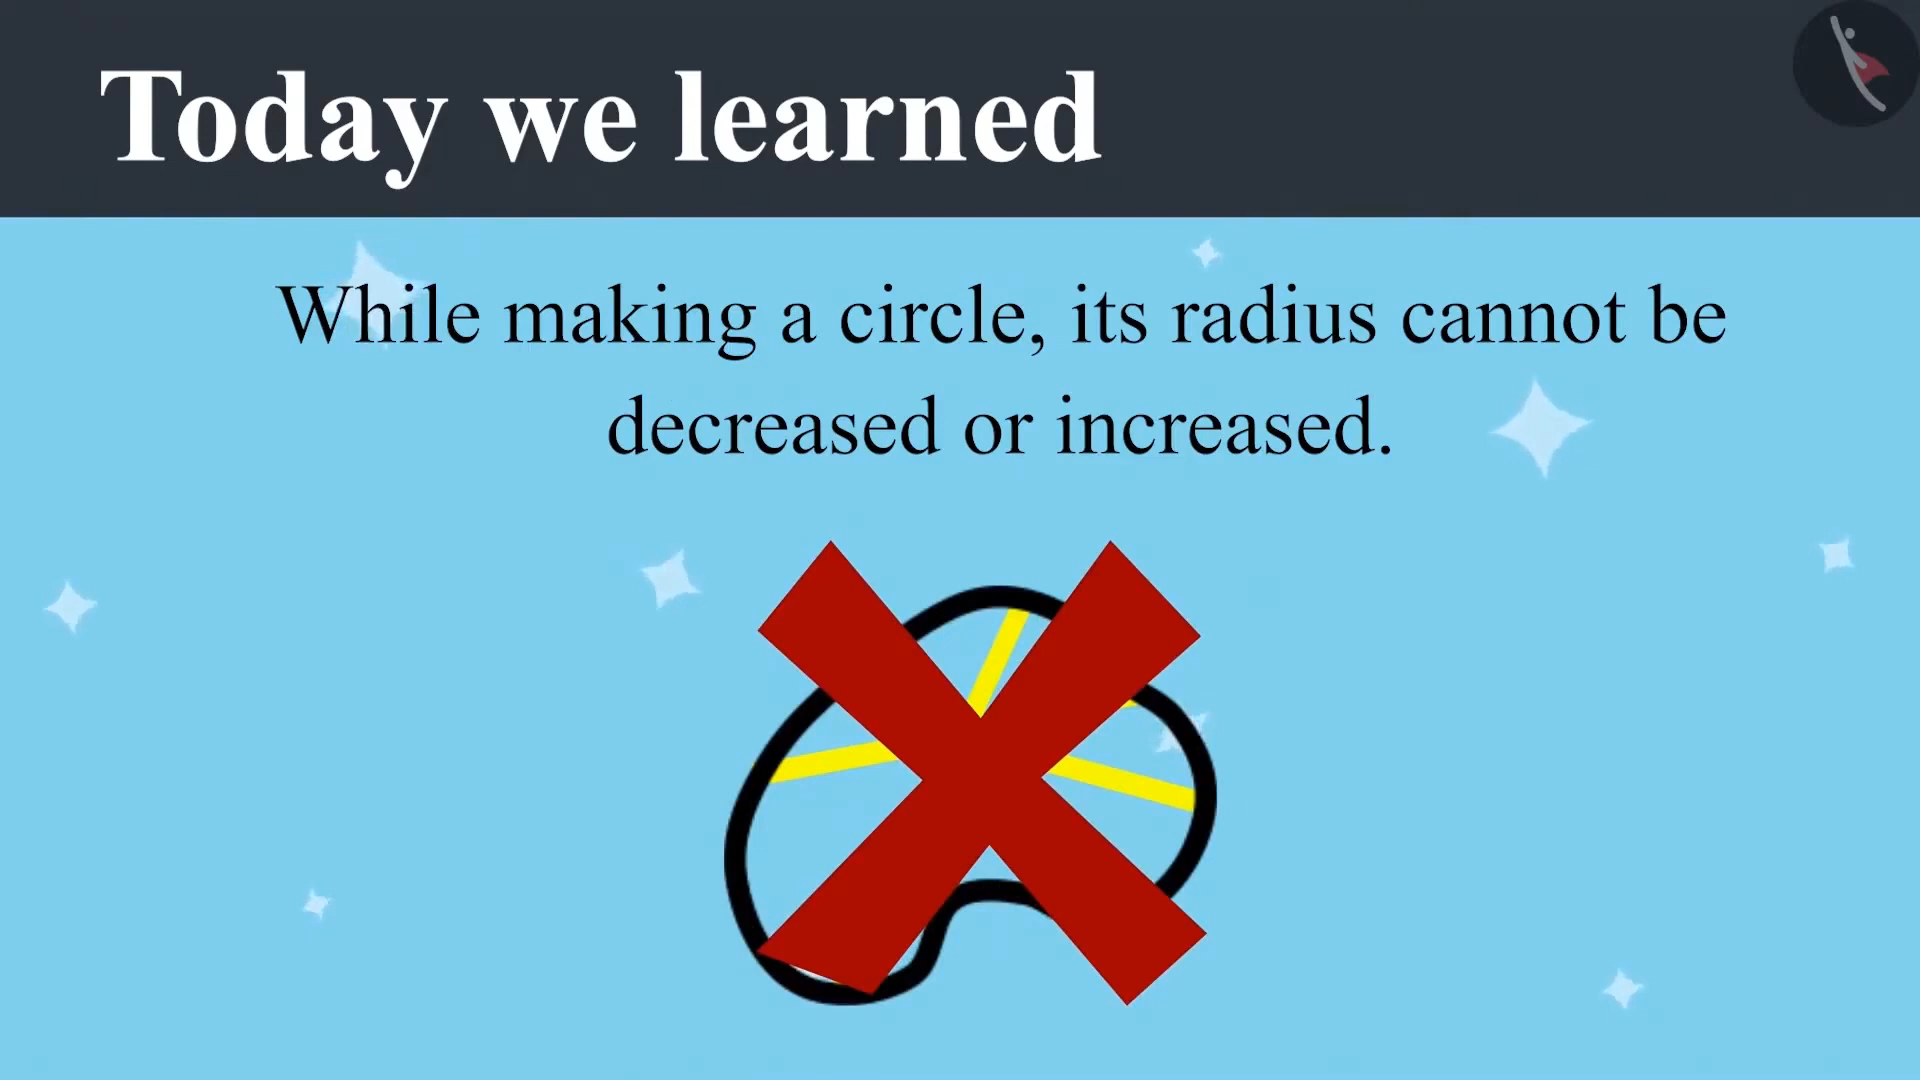 Today we learned
While making a circle, its radius cannot be
decreased or increased.